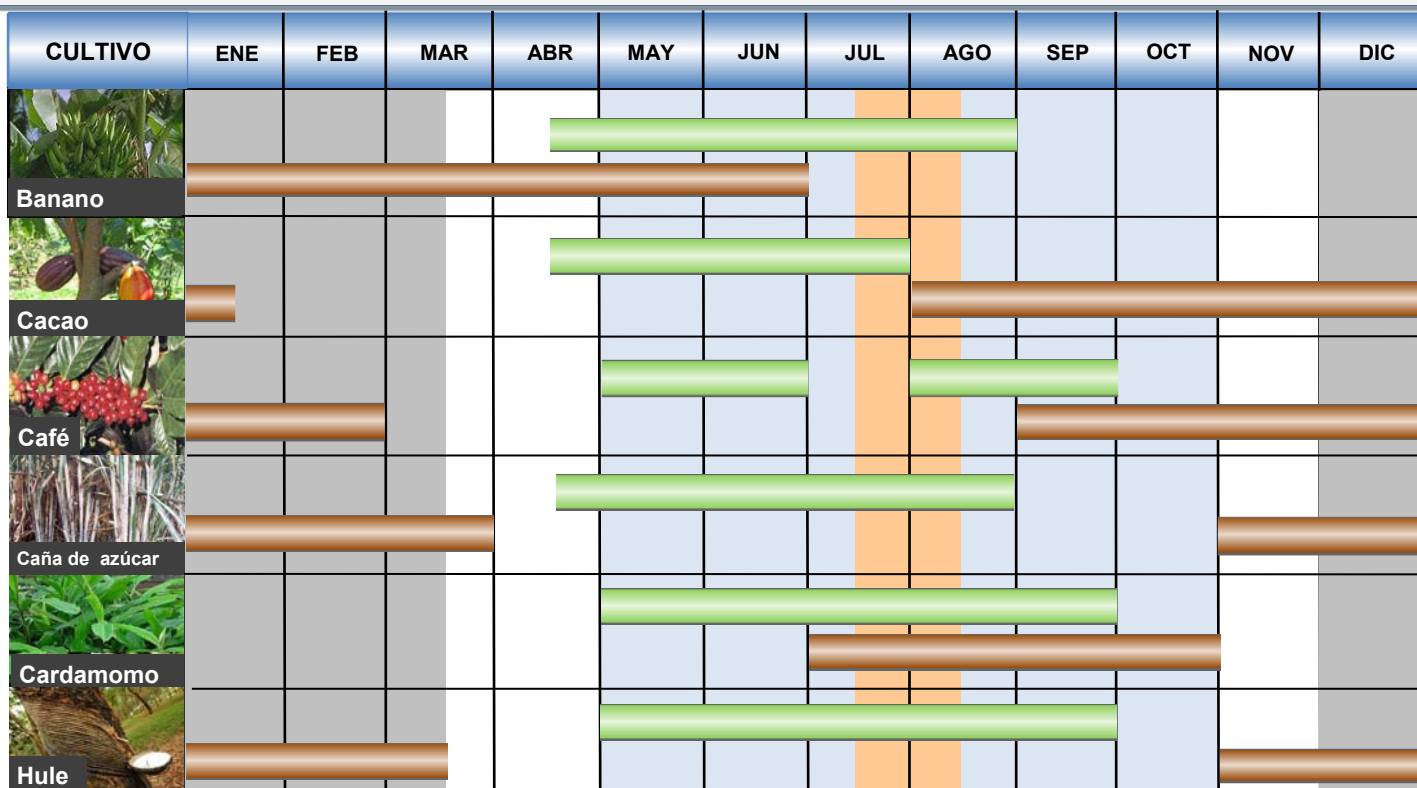 CULTIVO ENE FEB MAR ABR MAY JUN JUL AGO SEP OCT NOV DIC
Banano
Cacao
Café
Caña de azúcar
Cardamomo
Hule